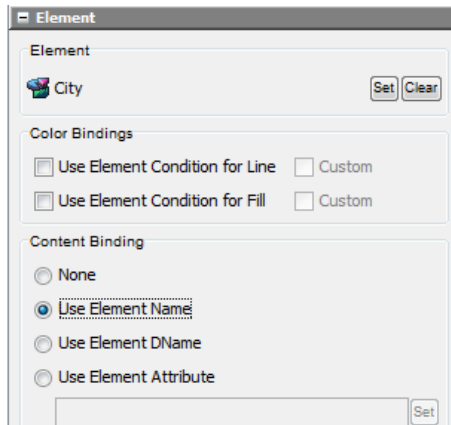 Element
Element
City Set Clear
Color Bindings
Use Element Condition for Line Custom
Use Element Condition for Fill Custom
Content Binding
None
Use Element Name
Use Element DName
Use Element Attribute
Set